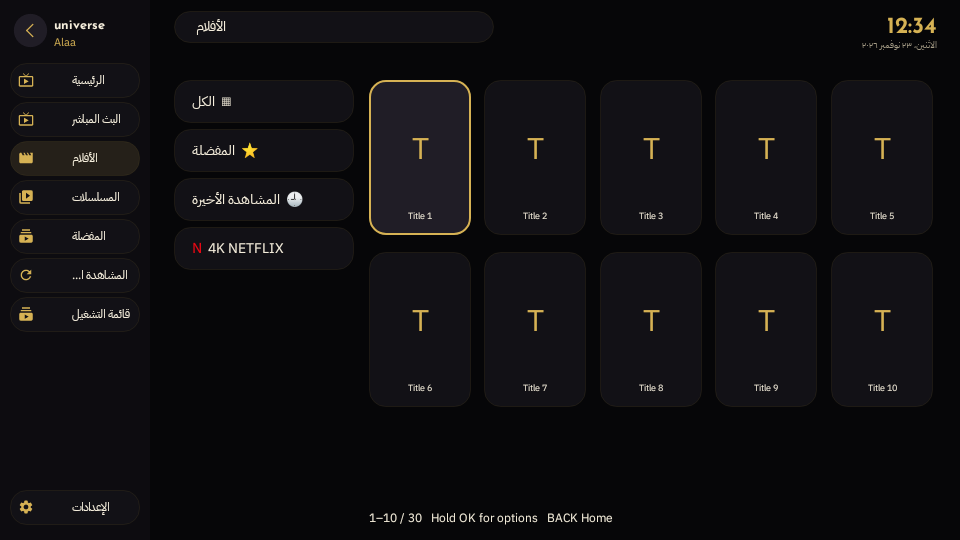 universe
Alaa
الرئيسية
البث المباشر
الأفلام
المسلسلات
المفضلة
المشاهدة ا...
قائمة التشغيل
الإعدادات
الأفلام
12:34
الاثنين، ٢٣ نوفمبر ٢٠٢٦
الكل
المفضلة
المشاهدة الأخيرة
N 4K NETFLIX
T
Title 1
T
Title 2
T
Title 3
T
Title 4
T
Title 5
T
Title 6
T
Title 7
T
Title 8
T
Title 9
T
Title 10
1–10 / 30 Hold OK for options BACK Home